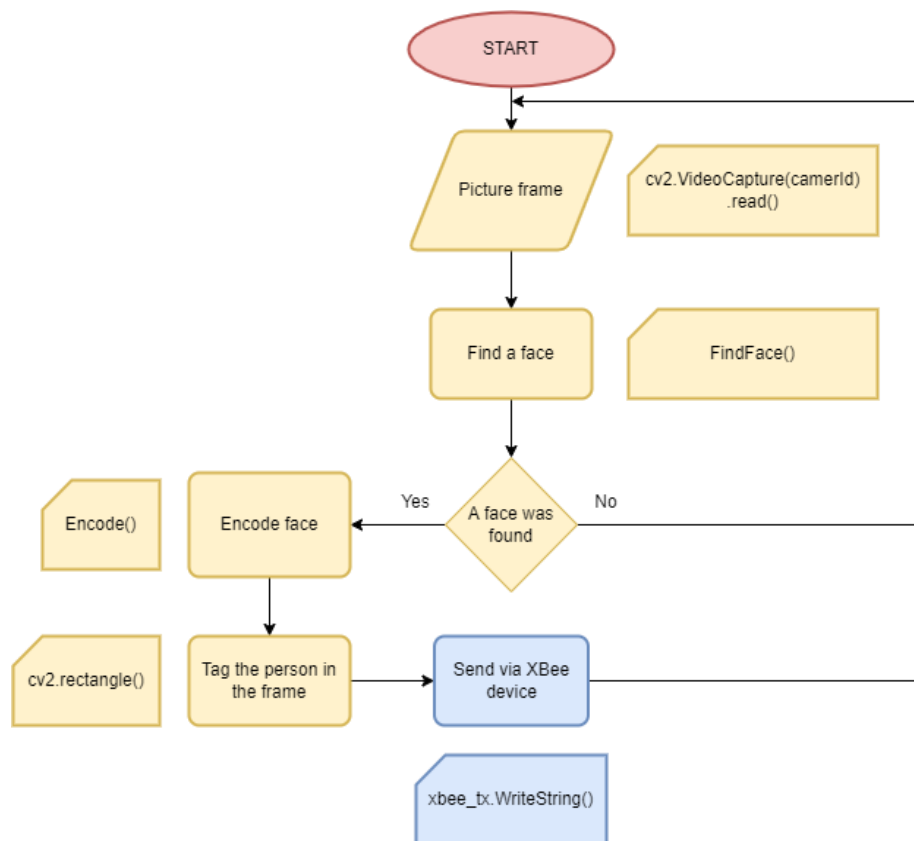 START
Picture frame
cv2.VideoCapture(camerId)
.read()
Find a face
FindFace()
Yes
No
A face was
found
Encode()
Encode face
cv2.rectangle()
Tag the person in
the frame
Send via XBee
device
xbee_tx.WriteString()